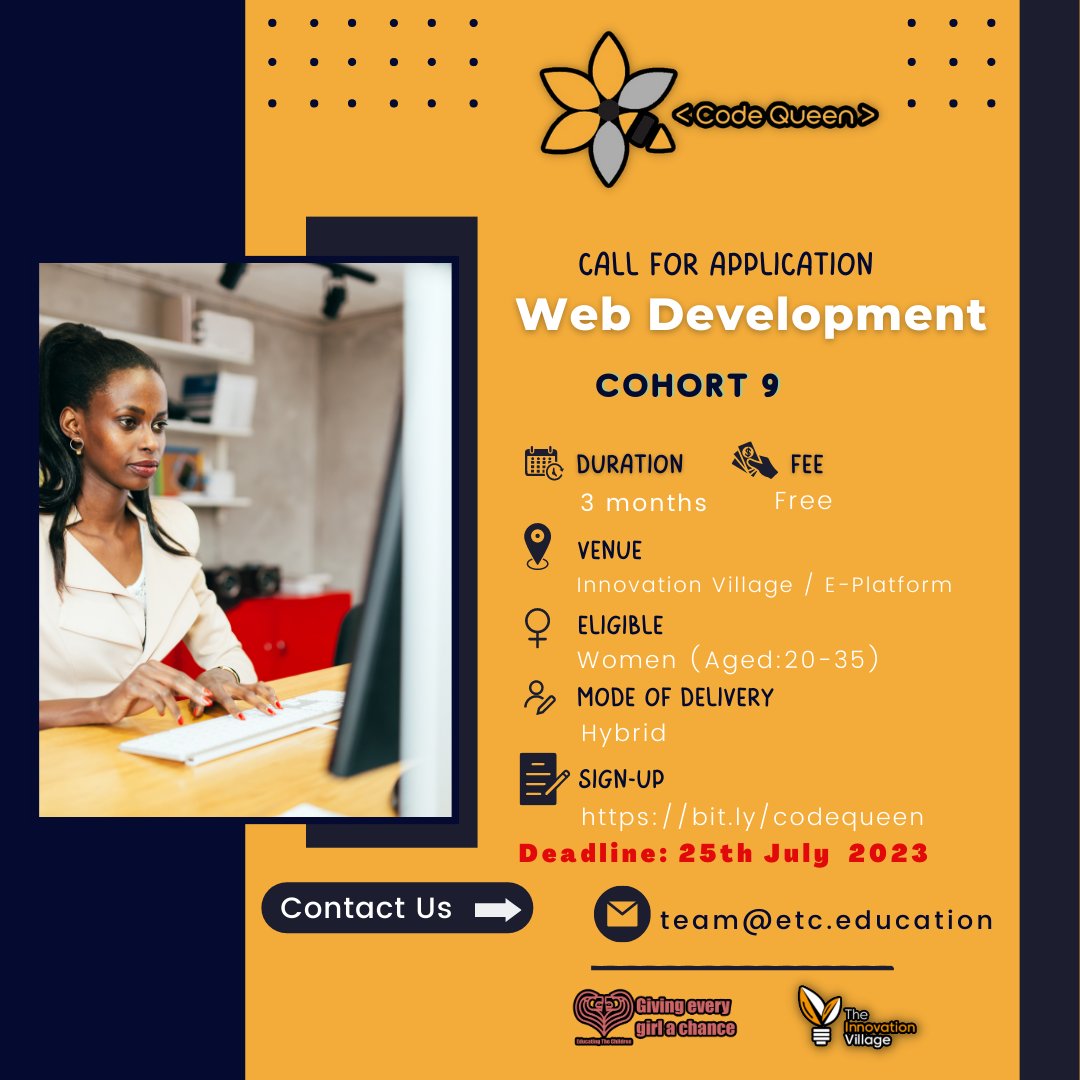 <Code Queen>
CALL FOR APPLICATION
Web Development
COHORT 9
DURATION
3 months
FEE
Free
VENUE
Innovation Village / E-Platform
ELIGIBLE
Women (Aged:20-35)
MODE OF DELIVERY
Hybrid
SIGN-UP
https://bit.ly/codequeen
Deadline: 25th July 2023
Contact Us
team@etc.education
Giving every
girl a chance
Educating The Children
The
Innovation
Village